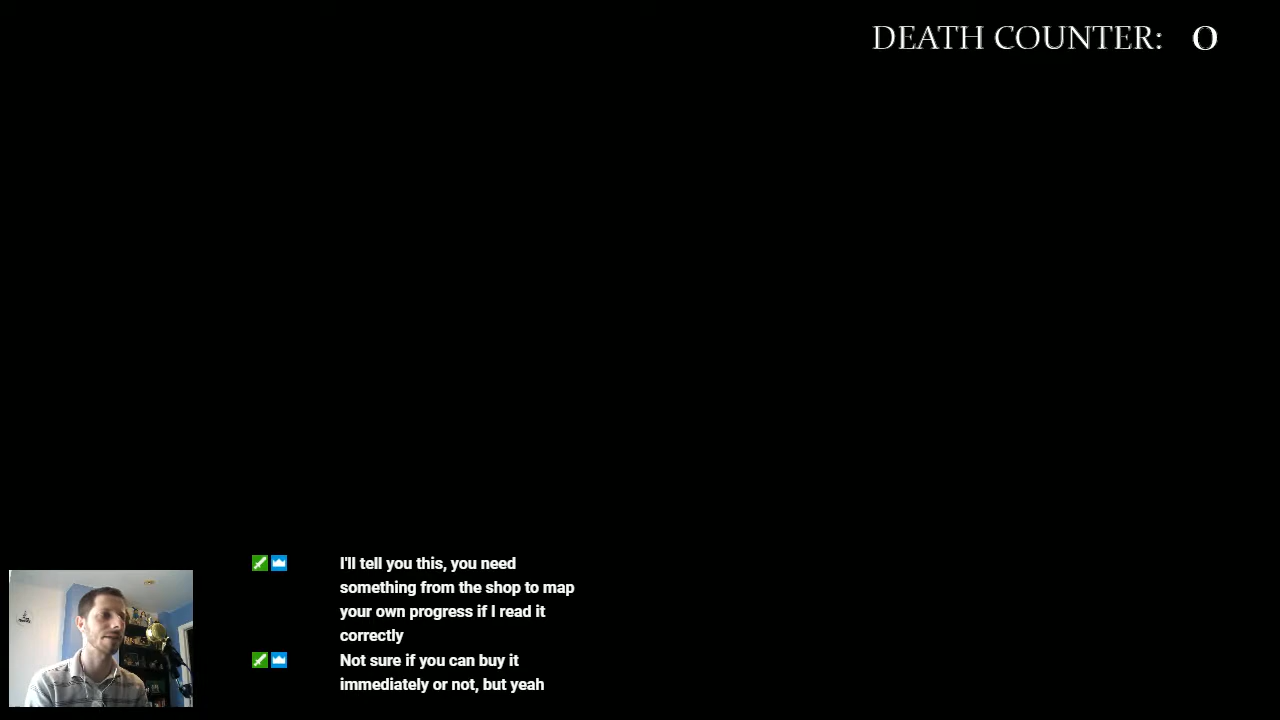 DEATH COUNTER: 0
I'll tell you this, you need
something from the shop to map
your own progress if I read it
correctly
Not sure if you can buy it
immediately or not, but yeah